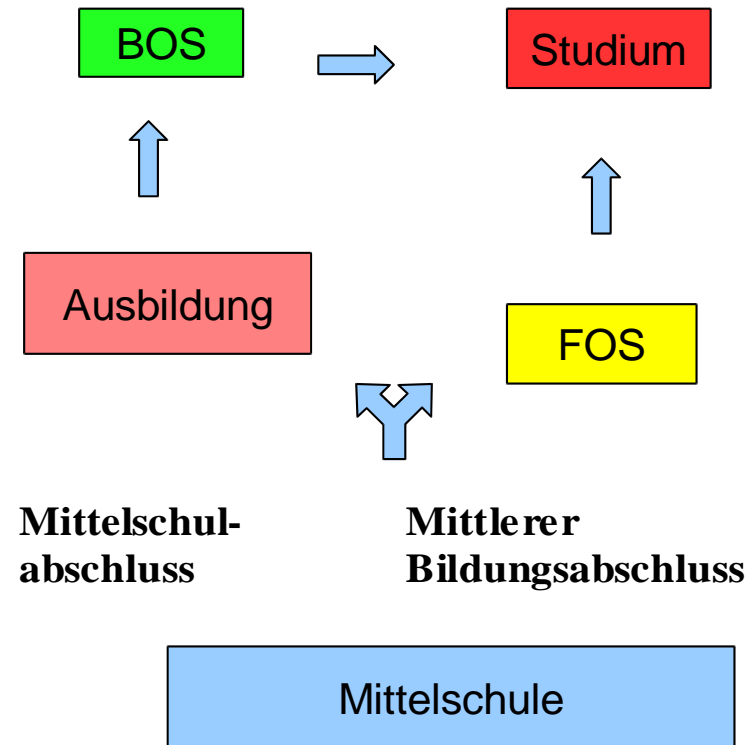 BOS
Studium
Ausbildung
FOS
Mittelschul-
abschluss
Mittlerer
Bildungsabschluss
Mittelschule